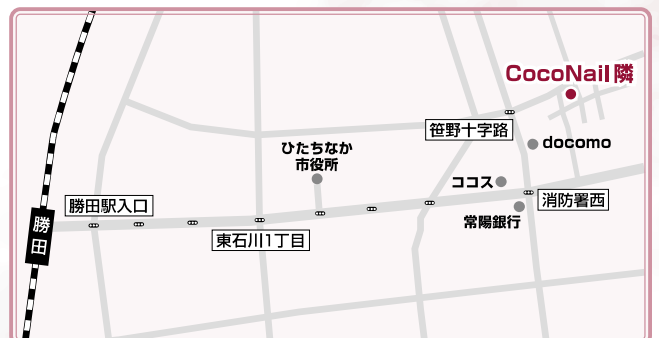 CocoNail隣
笹野十字路
docomo
ひたちなか
市役所
ココス
勝田駅入口
消防署西
常陽銀行
勝田
東石川1丁目